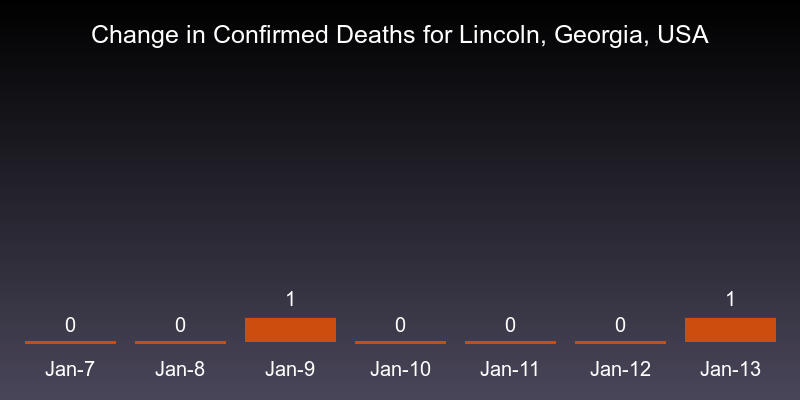 Change in Confirmed Deaths for Lincoln, Georgia, USA
0 0 1 0 0 0 1
Jan-7 Jan-8 Jan-9 Jan-10 Jan-11 Jan-12 Jan-13